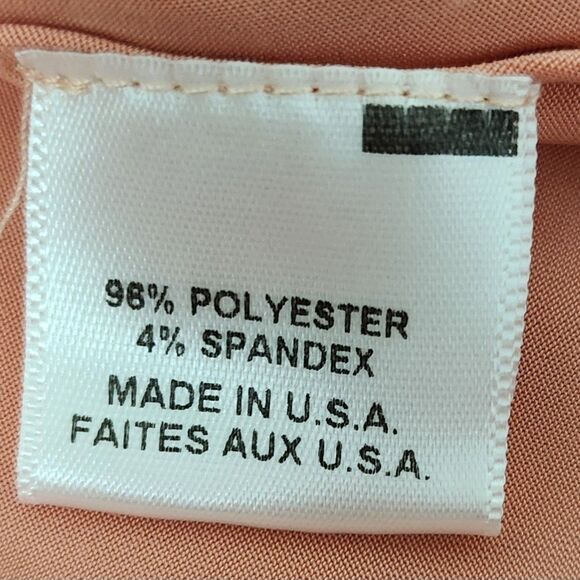 96% POLYESTER
4% SPANDEX
MADE IN U.S.A.
FAITES AUX U.S.A.